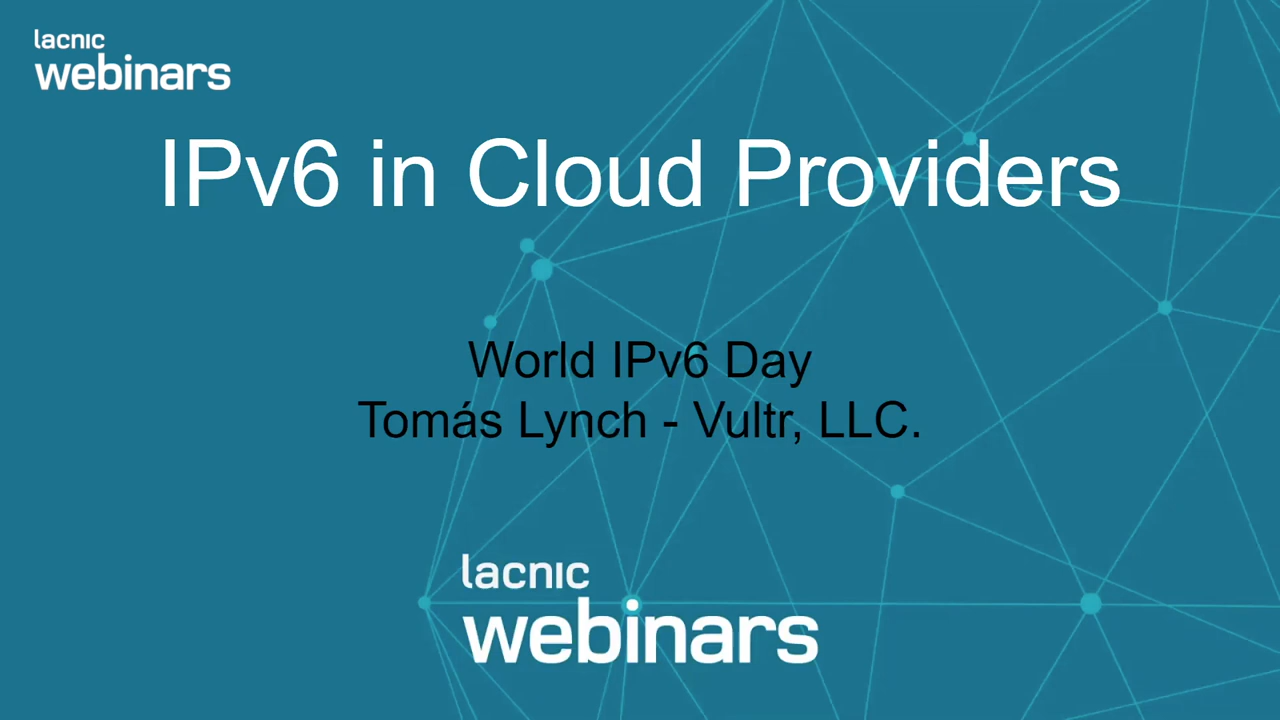 lacnic
webinars
IPv6 in Cloud Providers
World IPv6 Day
Tomás Lynch - Vultr, LLC.
lacnic
webinars